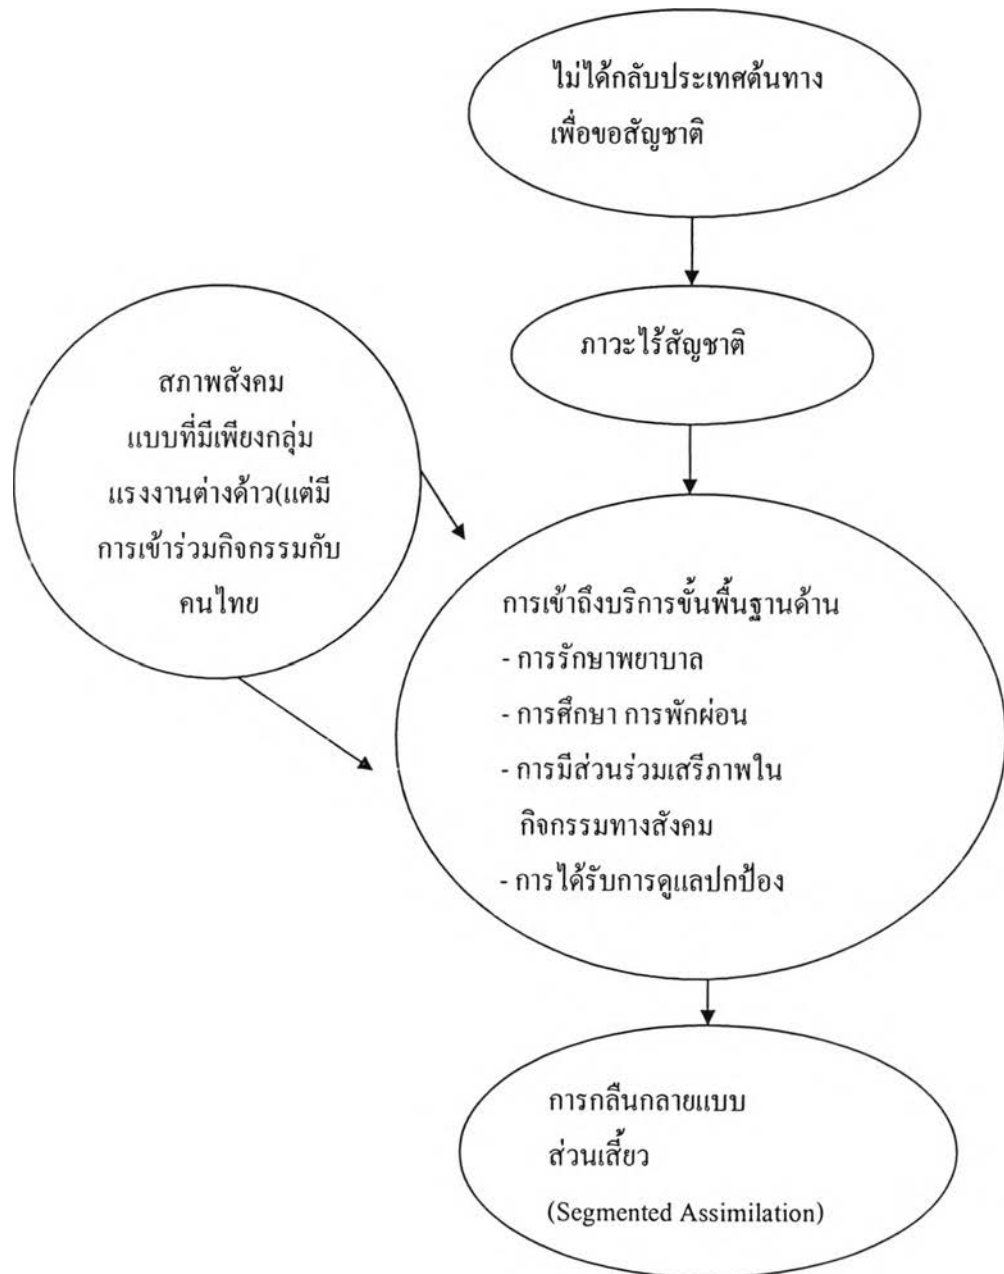 ไม่ได้กลับประเทศต้นทาง
เพื่อขอสัญชาติ
ภาวะไร้สัญชาติ
สภาพสังคม
แบบที่มีเพียงกลุ่ม
แรงงานต่างด้าว(แต่มี
การเข้าร่วมกิจกรรมกับ
คนไทย
การเข้าถึงบริการขั้นพื้นฐานด้าน
- การรักษาพยาบาล
- การศึกษา การพักผ่อน
- การมีส่วนร่วมเสรีภาพใน
กิจกรรมทางสังคม
- การได้รับการดูแลปกป้อง
การกลืนกลายแบบ
ส่วนเสี้ยว
(Segmented Assimilation)